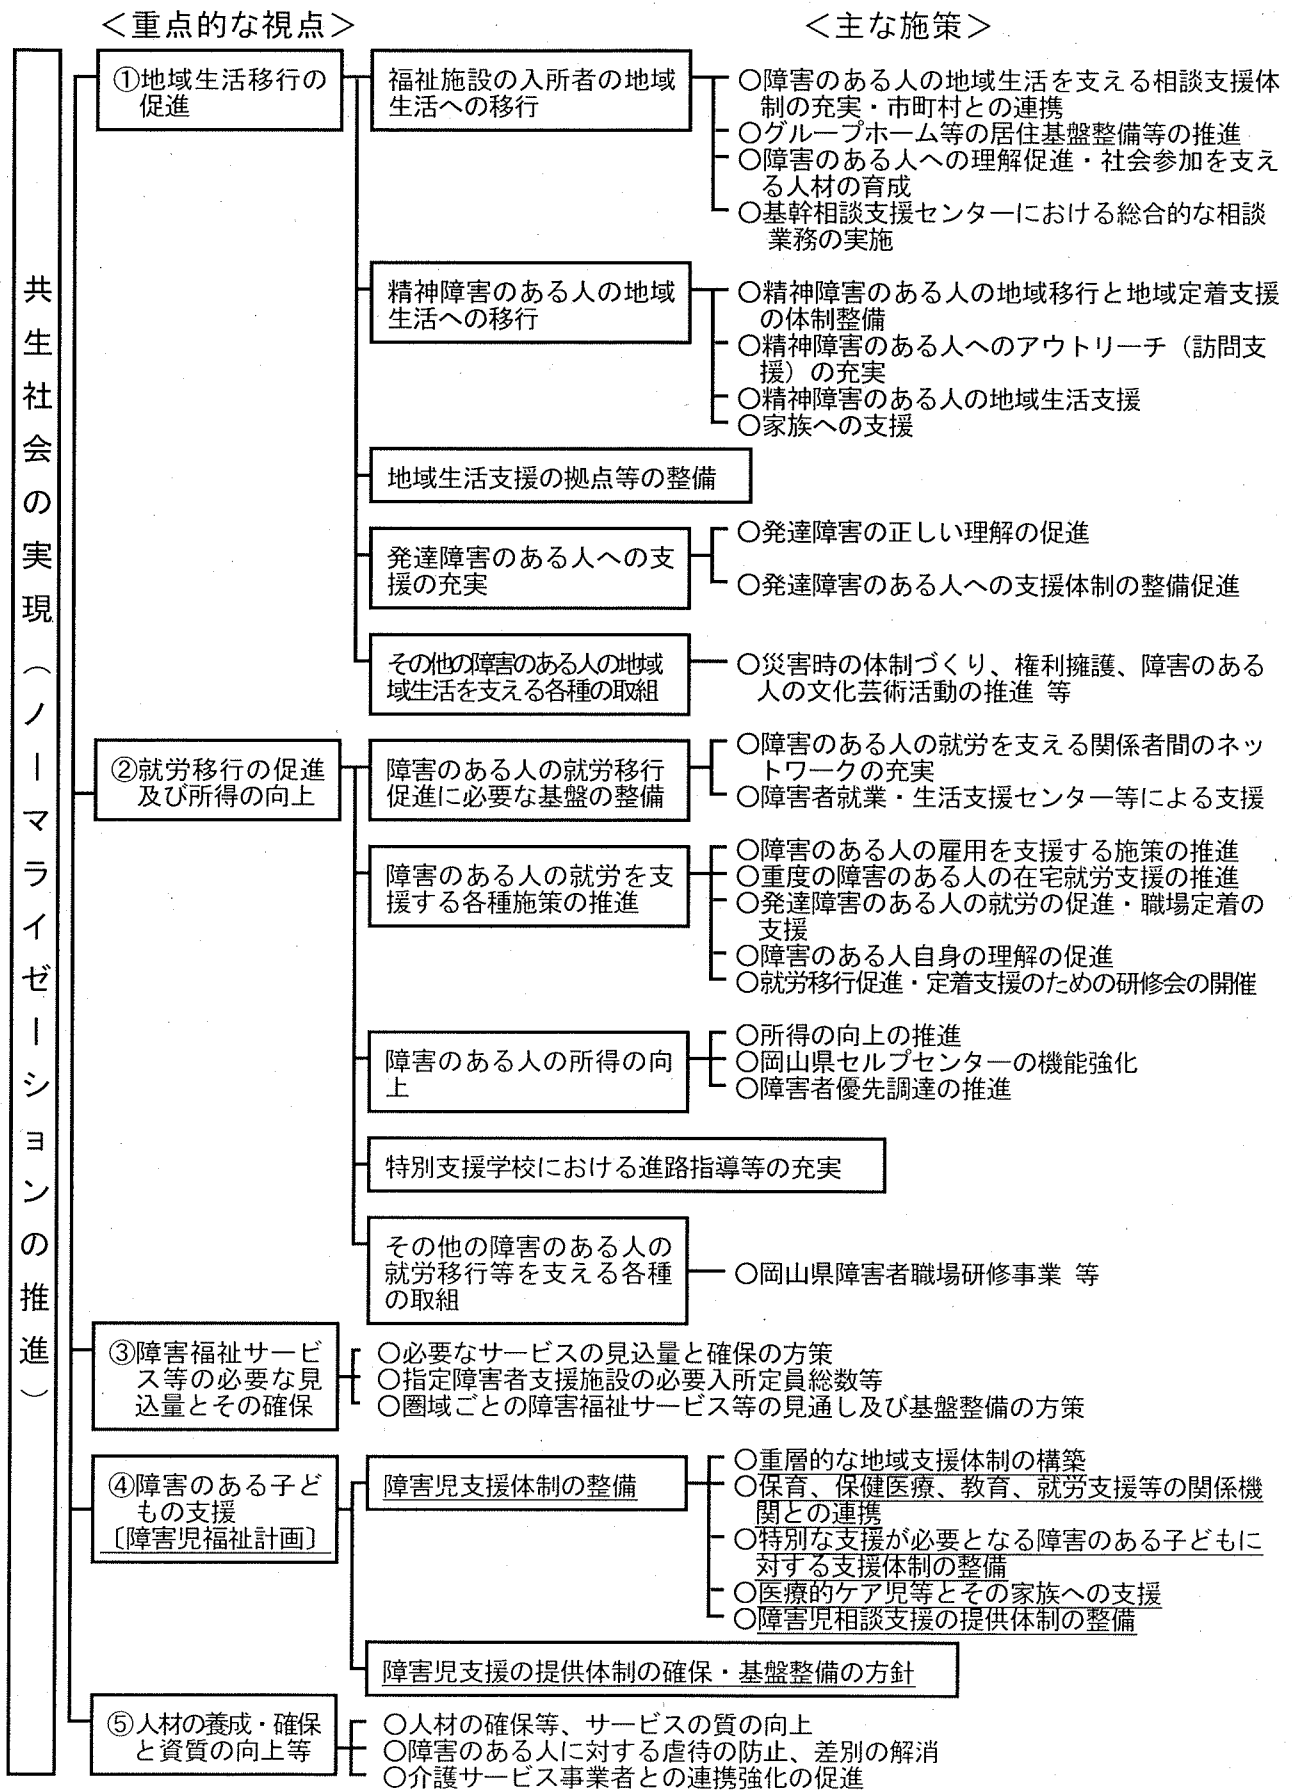 ＜重点的な視点＞
＜主な施策＞
共生社会の実現（ノーマライゼーションの推進）
①地域生活移行の
促進
福祉施設の入所者の地域
生活への移行
○障害のある人の地域生活を支える相談支援体
制の充実・市町村との連携
○グループホーム等の居住基盤整備等の推進
○障害のある人への理解促進・社会参加を支え
る人材の育成
○基幹相談支援センターにおける総合的な相談
業務の実施
精神障害のある人の地域
生活への移行
○精神障害のある人の地域移行と地域定着支援
の体制整備
○精神障害のある人へのアウトリーチ（訪問支
援）の充実
○精神障害のある人の地域生活支援
○家族への支援
地域生活支援の拠点等の整備
発達障害のある人への支
援の充実
○発達障害の正しい理解の促進
○発達障害のある人への支援体制の整備促進
その他の障害のある人の地域
域生活を支える各種の取組
○災害時の体制づくり、権利擁護、障害のある
人の文化芸術活動の推進 等
②就労移行の促進
及び所得の向上
障害のある人の就労移行
促進に必要な基盤の整備
○障害のある人の就労を支える関係者間のネッ
トワークの充実
○障害者就業・生活支援センター等による支援
障害のある人の就労を支
援する各種施策の推進
○障害のある人の雇用を支援する施策の推進
○重度の障害のある人の在宅就労支援の推進
○発達障害のある人の就労の促進・職場定着の
支援
○障害のある人自身の理解の促進
○就労移行促進・定着支援のための研修会の開催
障害のある人の所得の向
上
○所得の向上の推進
○岡山県セルプセンターの機能強化
○障害者優先調達の推進
特別支援学校における進路指導等の充実
その他の障害のある人の
就労移行等を支える各種
の取組
○岡山県障害者職場研修事業 等
③障害福祉サービ
ス等の必要な見
込量とその確保
○必要なサービスの見込量と確保の方策
○指定障害者支援施設の必要入所定員総数等
○圏域ごとの障害福祉サービス等の見通し及び基盤整備の方策
④障害のある子ど
もの支援
〔障害児福祉計画〕
障害児支援体制の整備
○重層的な地域支援体制の構築
○保育、保健医療、教育、就労支援等の関係機
関との連携
○特別な支援が必要となる障害のある子どもに
対する支援体制の整備
○医療的ケア児等とその家族への支援
○障害児相談支援の提供体制の整備
障害児支援の提供体制の確保・基盤整備の方針
⑤人材の養成・確保
と資質の向上等
○人材の確保等、サービスの質の向上
○障害のある人に対する虐待の防止、差別の解消
○介護サービス事業者との連携強化の促進